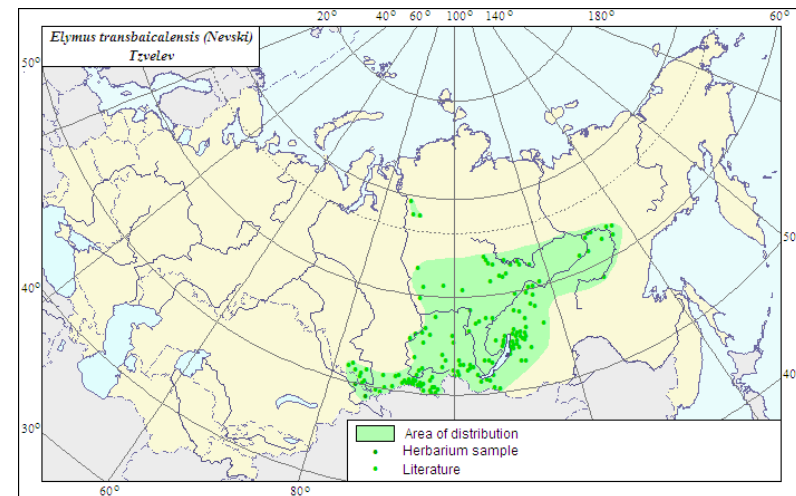 20° 40° 60° 100° 140° 180° 60°
Elymus transbaicalensis (Nevski)
Tzvelev
50°
50
40°
40
30°
60° 80°
Area of distribution
Herbarium sample
Literature